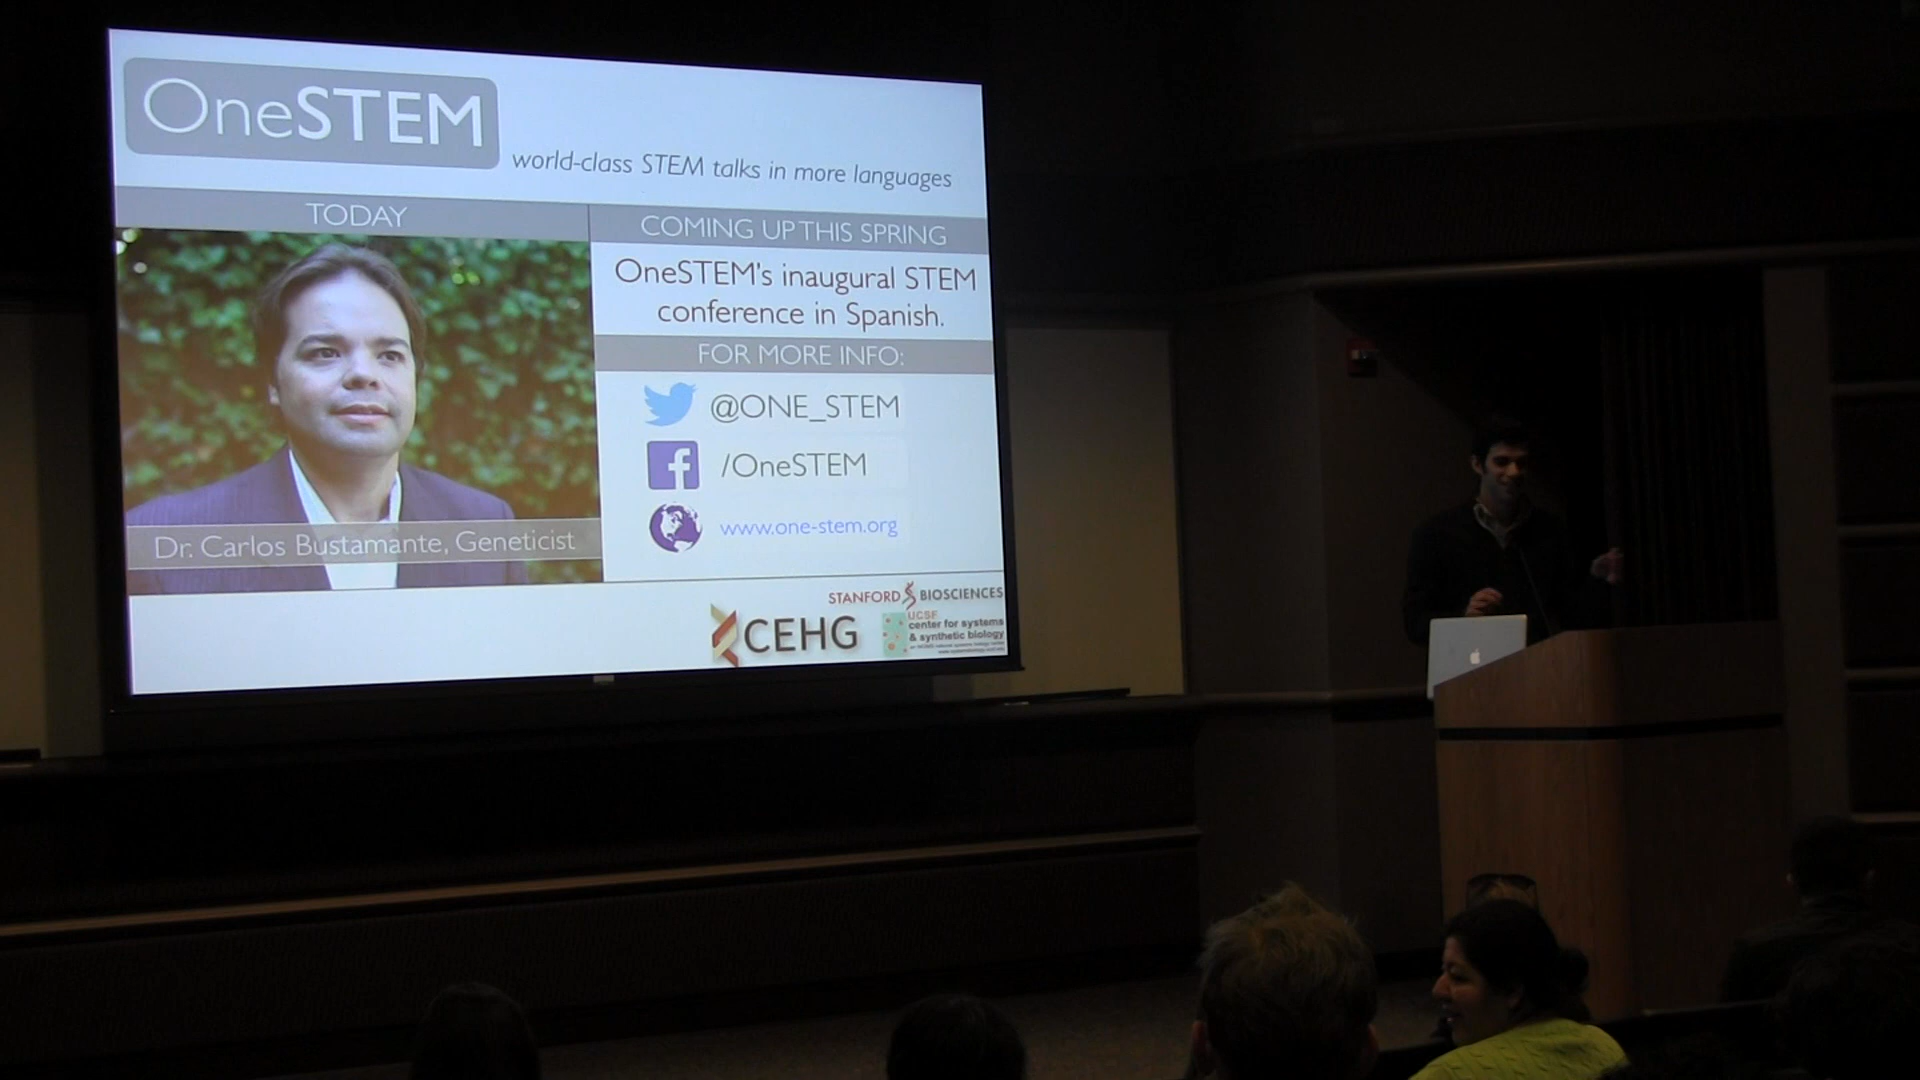 OneSTEM
world-class STEM talks in more languages
TODAY
Dr. Carlos Bustamante, Geneticist
COMING UP THIS SPRING
OneSTEM's inaugural STEM
conference in Spanish.
FOR MORE INFO:
@ONE_STEM
/OneSTEM
www.one-stem.org
STANFORD BIOSCIENCES
CEHG
UCSF
center for systems
& synthetic biology